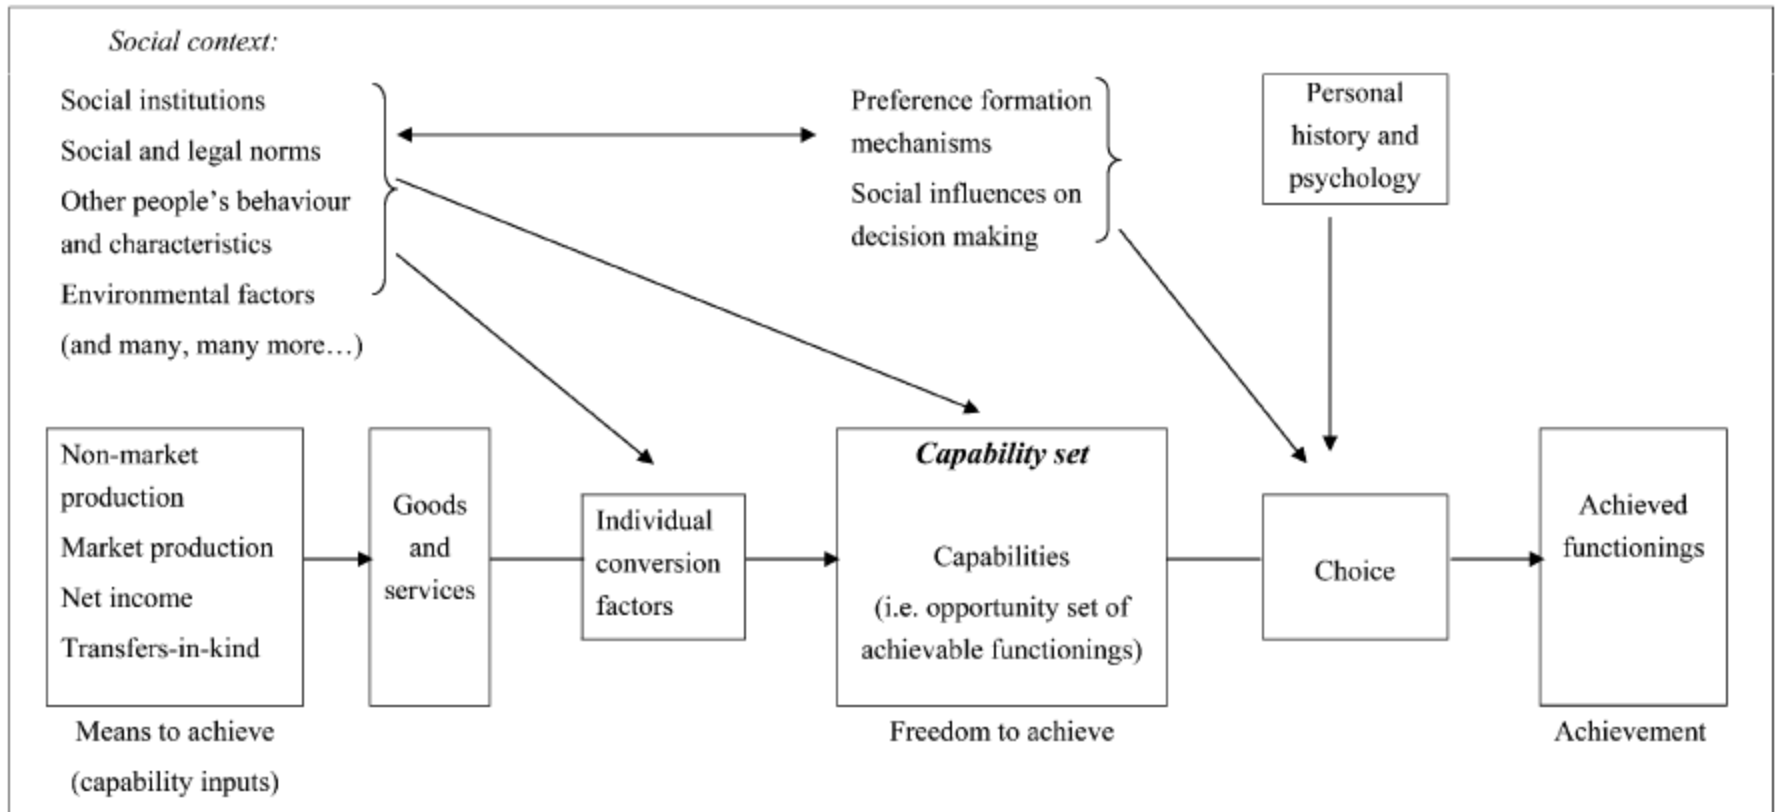 Social context:
Social institutions
Social and legal norms
Other people’s behaviour
and characteristics
Environmental factors
(and many, many more…)
Preference formation
mechanisms
Social influences on
decision making
Personal
history and
psychology
Non-market
production
Market production
Net income
Transfers-in-kind
Means to achieve
(capability inputs)
Goods
and
services
Individual
conversion
factors
Capability set
Capabilities
(i.e. opportunity set of
achievable functionings)
Freedom to achieve
Choice
Achieved
functionings
Achievement